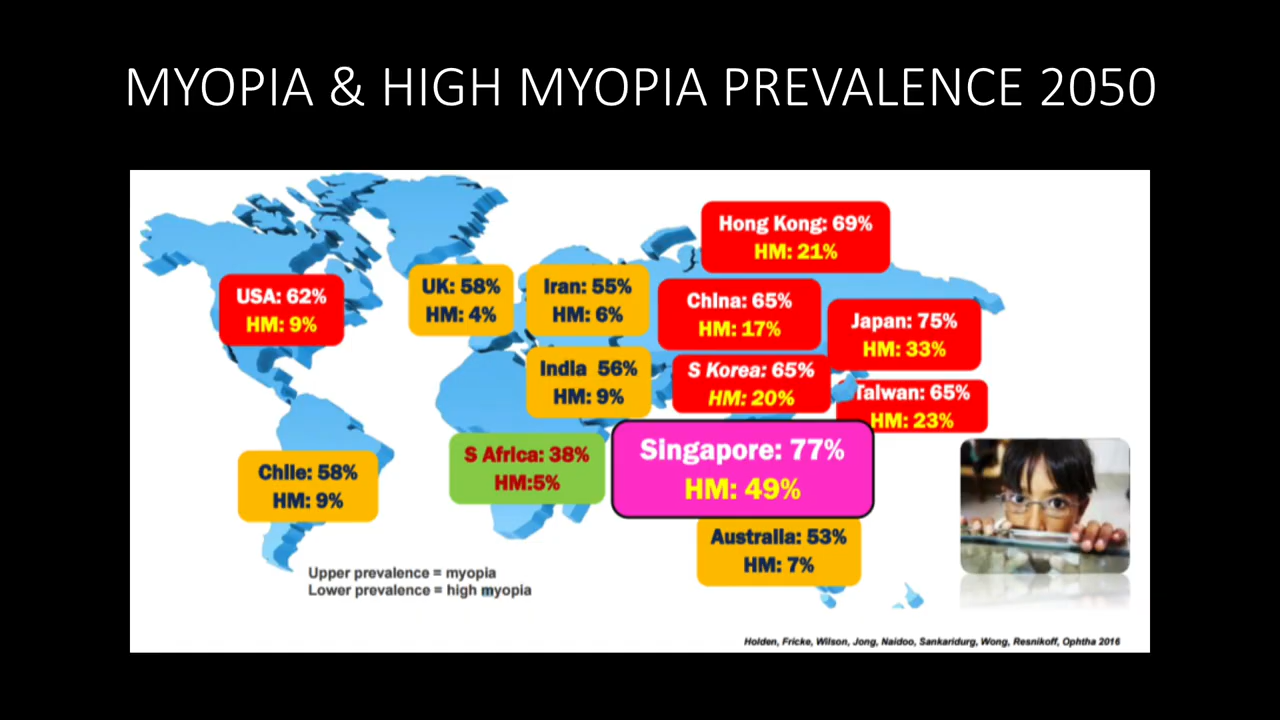 MYOPIA & HIGH MYOPIA PREVALENCE 2050
Hong Kong: 69%
HM: 21%
USA: 62%
HM: 9%
UK: 58%
HM: 4%
Iran: 55%
HM: 6%
China: 65%
HM: 17%
Japan: 75%
HM: 33%
India 56%
HM: 9%
S Korea: 65%
HM: 20%
Taiwan: 65%
HM: 23%
Chile: 58%
HM: 9%
S Africa: 38%
HM:5%
Singapore: 77%
HM: 49%
Australia: 53%
HM: 7%
Upper prevalence = myopia
Lower prevalence = high myopia
Holden, Fricke, Wilson, Jong, Naidoo, Sankaridurg, Wong, Resnikoff, Ophtha 2016